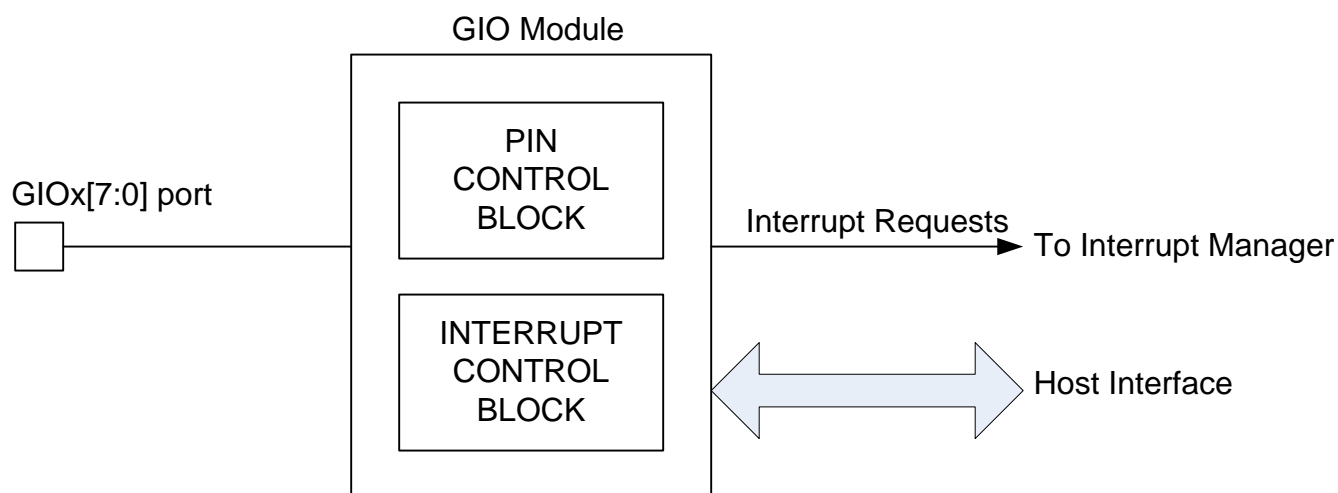 GIO Module
GIOx[7:0] port
PIN
CONTROL
BLOCK
Interrupt Requests
To Interrupt Manager
INTERRUPT
CONTROL
BLOCK
Host Interface